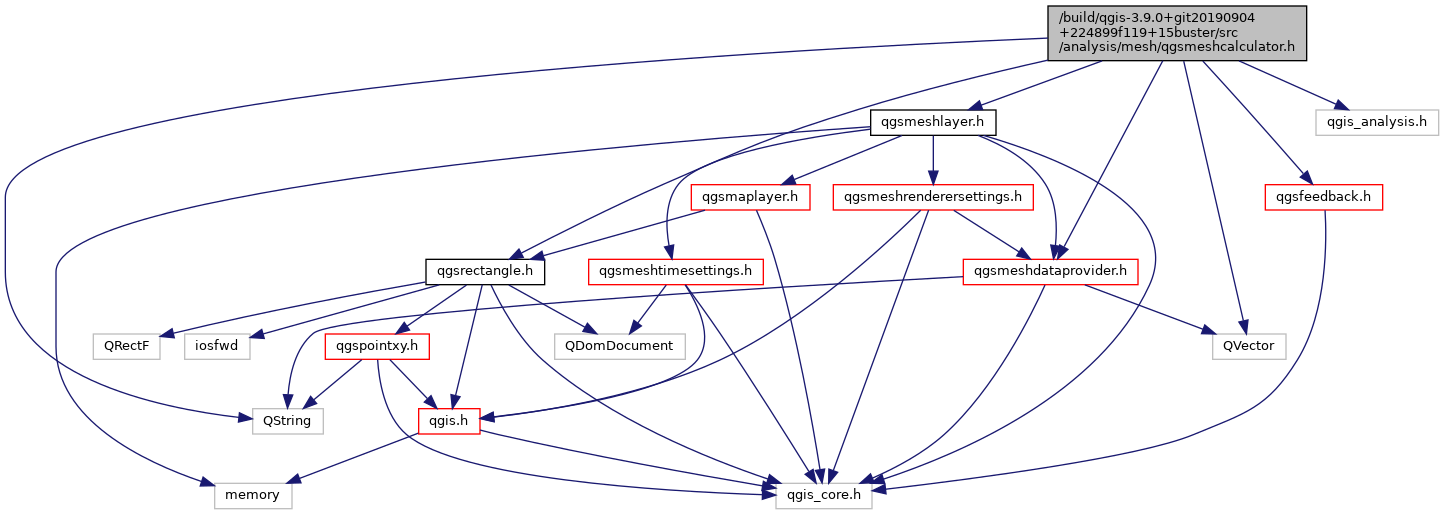 /build/qgis-3.9.0+git20190904
+224899f119+15buster/src
/analysis/mesh/qgsmeshcalculator.h
qgsmeshlayer.h
qgis_analysis.h
qgsmaplayer.h
qgsmeshrenderersettings.h
qgsfeedback.h
qgsrectangle.h
qgsmeshtimesettings.h
qgsmeshdataprovider.h
QRectF
iosfwd
qgspointxy.h
QDomDocument
QVector
QString
qgis.h
memory
qgis_core.h